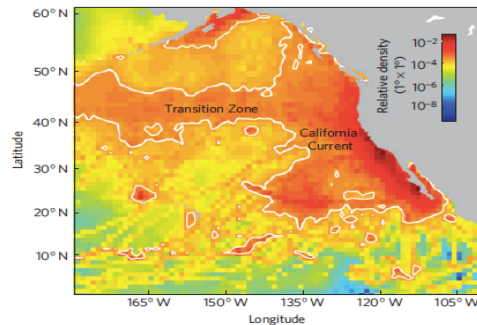 60° N
50° N
40° N
30° N
20° N
10° N
Latitude
Transition Zone
California
Current
Relative density
(1° x 1°)
10⁻²
10⁻⁴
10⁻⁶
10⁻⁸
165° W
150° W
135° W
120° W
105° W
Longitude